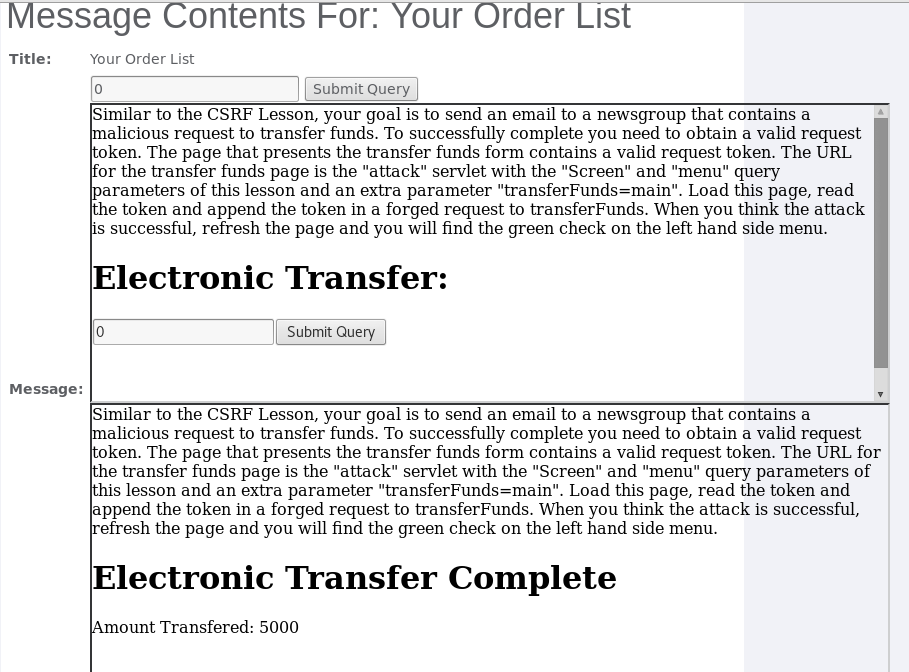 Message Contents For: Your Order List
Title: Your Order List
0 Submit Query
Similar to the CSRF Lesson, your goal is to send an email to a newsgroup that contains a
malicious request to transfer funds. To successfully complete you need to obtain a valid request
token. The page that presents the transfer funds form contains a valid request token. The URL
for the transfer funds page is the "attack" servlet with the "Screen" and "menu" query
parameters of this lesson and an extra parameter "transferFunds=main". Load this page, read
the token and append the token in a forged request to transferFunds. When you think the attack
is successful, refresh the page and you will find the green check on the left hand side menu.
Electronic Transfer:
0 Submit Query
Message:
Similar to the CSRF Lesson, your goal is to send an email to a newsgroup that contains a
malicious request to transfer funds. To successfully complete you need to obtain a valid request
token. The page that presents the transfer funds form contains a valid request token. The URL for
the transfer funds page is the "attack" servlet with the "Screen" and "menu" query parameters of
this lesson and an extra parameter "transferFunds=main". Load this page, read the token and
append the token in a forged request to transferFunds. When you think the attack is successful,
refresh the page and you will find the green check on the left hand side menu.
Electronic Transfer Complete
Amount Transfered: 5000